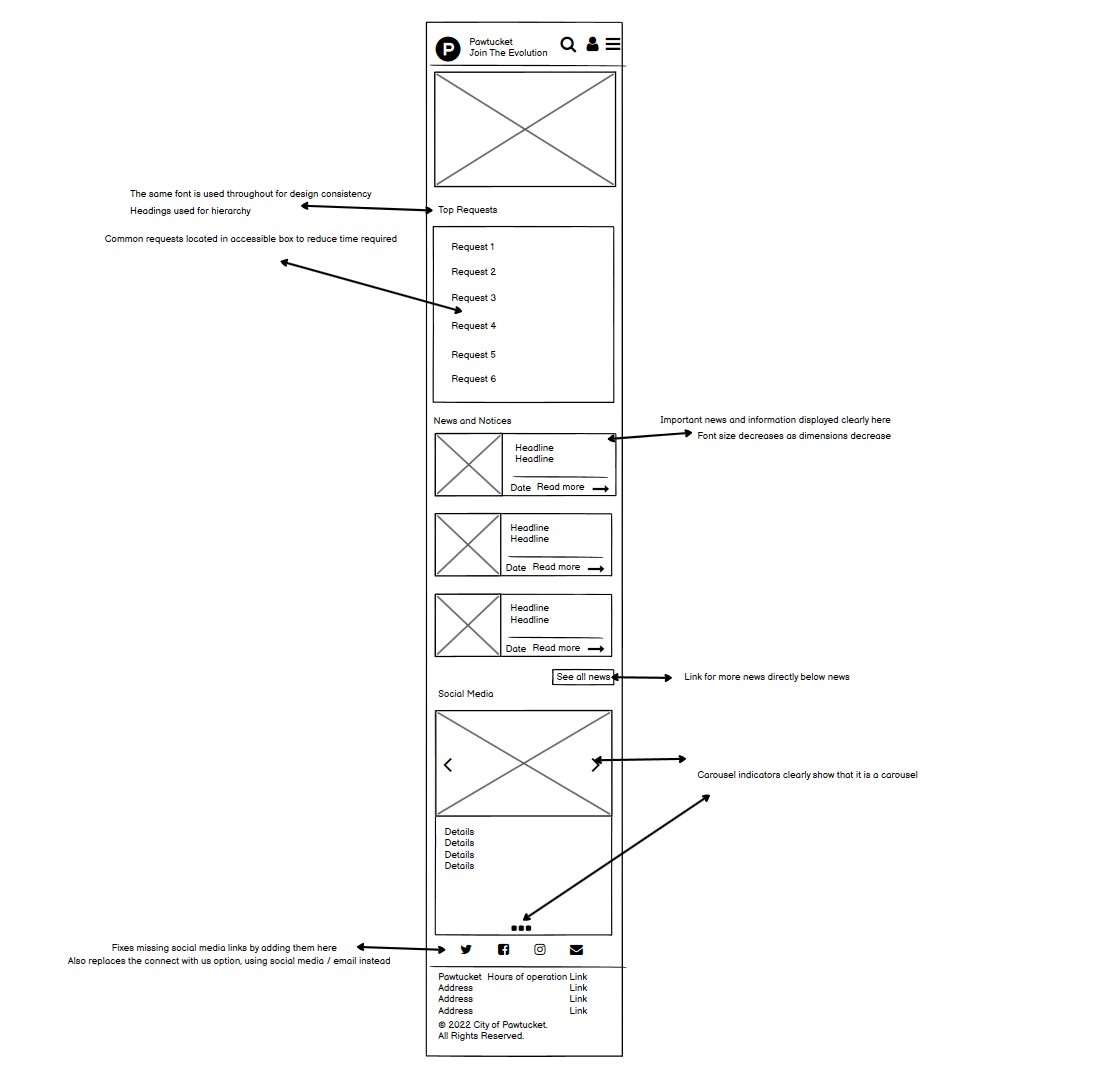 P
Pawtucket
Join The Evolution
The same font is used throughout for design consistency
Headings used for hierarchy
Top Requests
Common requests located in accessible box to reduce time required
Request 1
Request 2
Request 3
Request 4
Request 5
Request 6
News and Notices
Important news and information displayed clearly here
Font size decreases as dimensions decrease
Headline
Headline
Date Read more
Headline
Headline
Date Read more
Headline
Headline
Date Read more
See all news
Link for more news directly below news
Social Media
Carousel indicators clearly show that it is a carousel
Details
Details
Details
Details
Fixes missing social media links by adding them here
Also replaces the connect with us option, using social media / email instead
Pawtucket Hours of operation Link
Address Link
Address Link
Address Link
© 2022 City of Pawtucket.
All Rights Reserved.